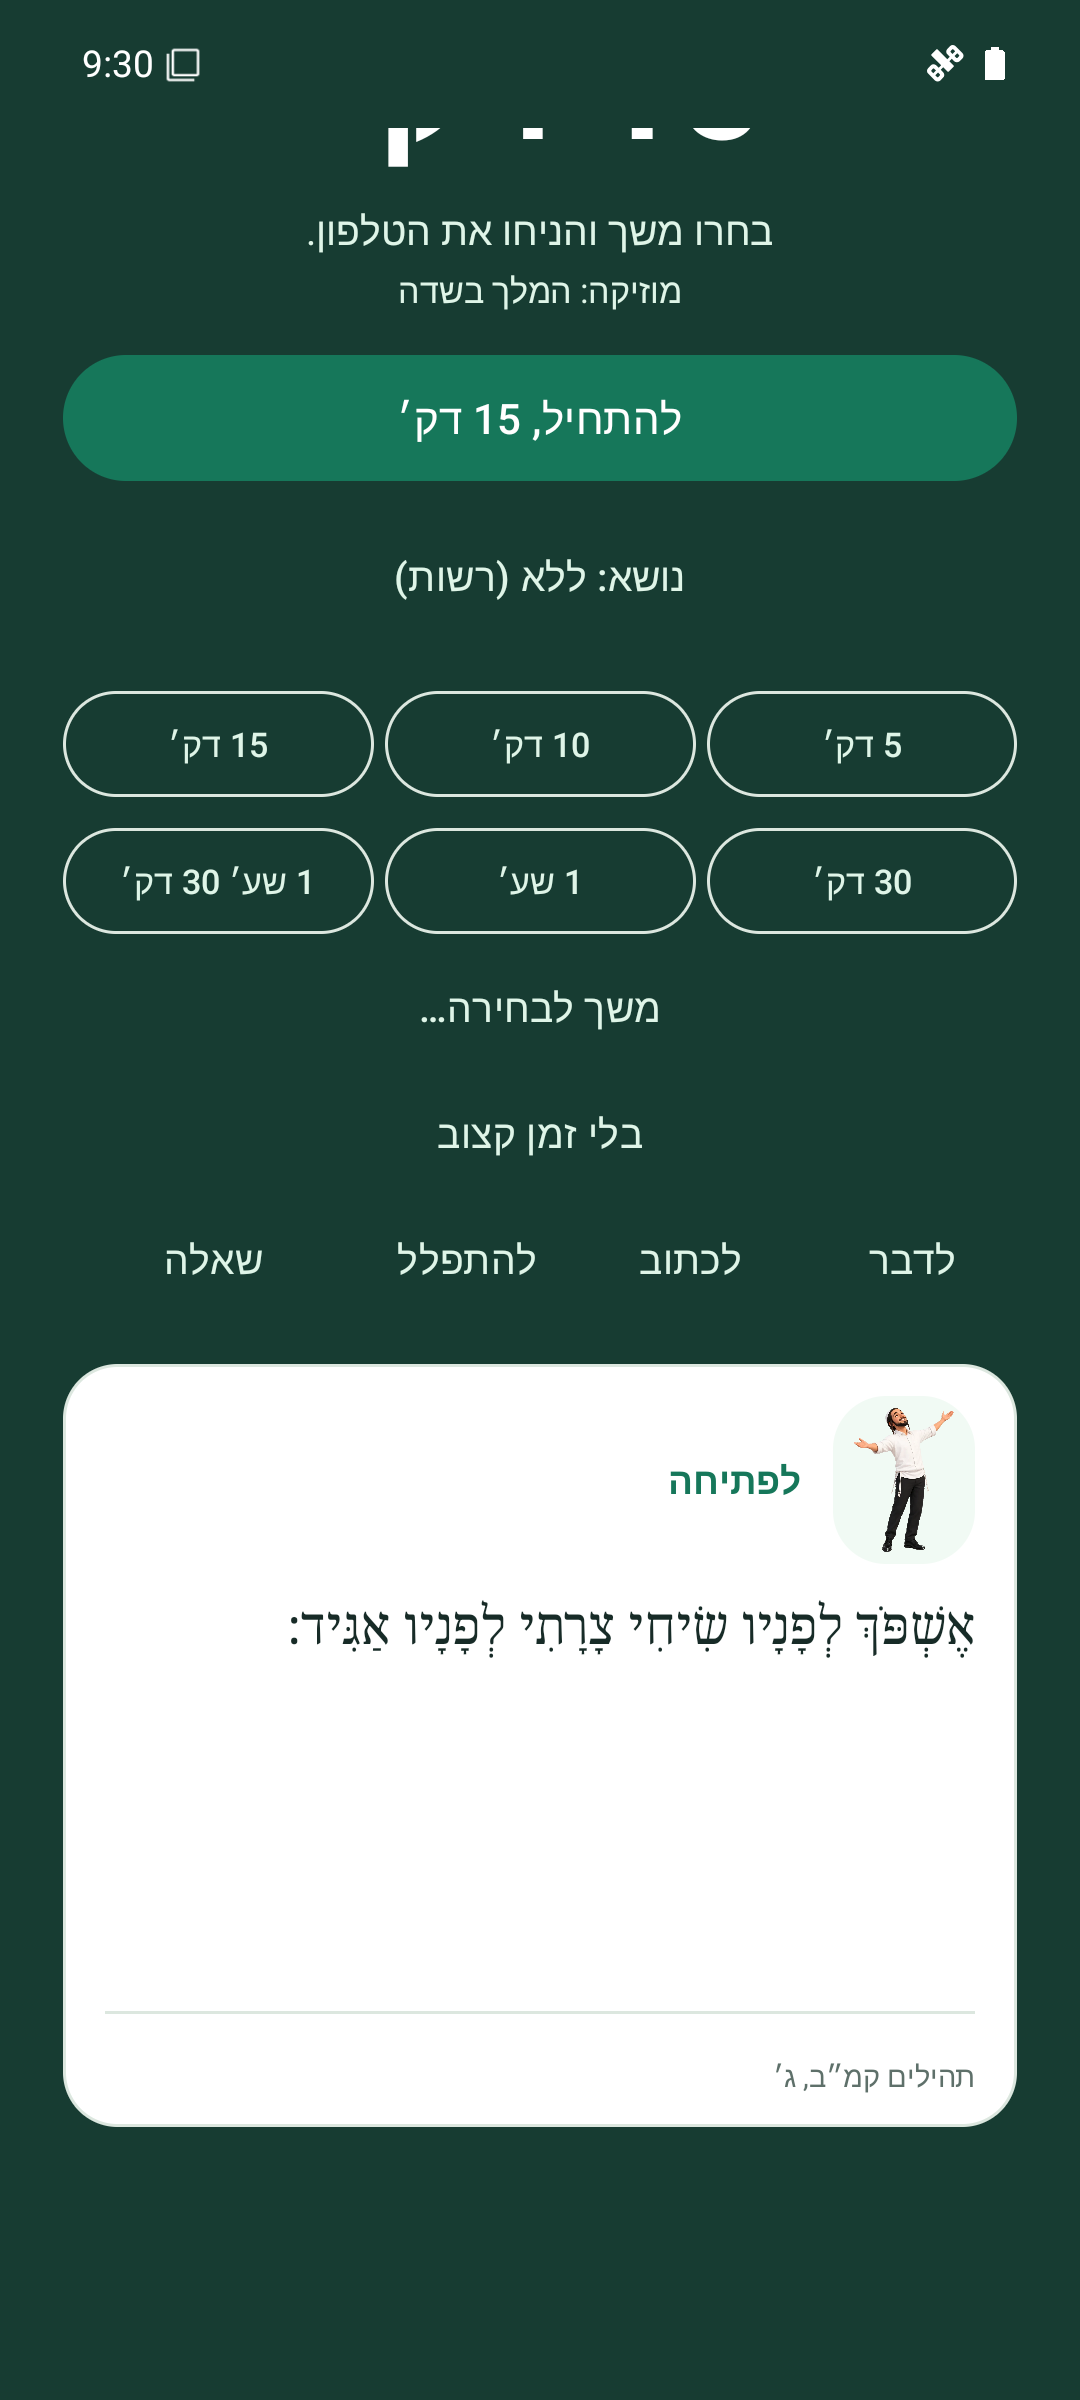 9:30
בחרו משך והניחו את הטלפון.
מוזיקה: המלך בשדה
להתחיל, 15 דק׳
נושא: ללא (רשות)
5 דק׳
10 דק׳
15 דק׳
30 דק׳
1 שע׳
1 שע׳ 30 דק׳
משך לבחירה...
בלי זמן קצוב
לדבר
לכתוב
להתפלל
שאלה
לפתיחה
אֶשְׁפֹּךְ לְפָנָיו שִׂיחִי צָרָתִי לְפָנָיו אַגִּיד:
תהילים קמ״ב, ג׳